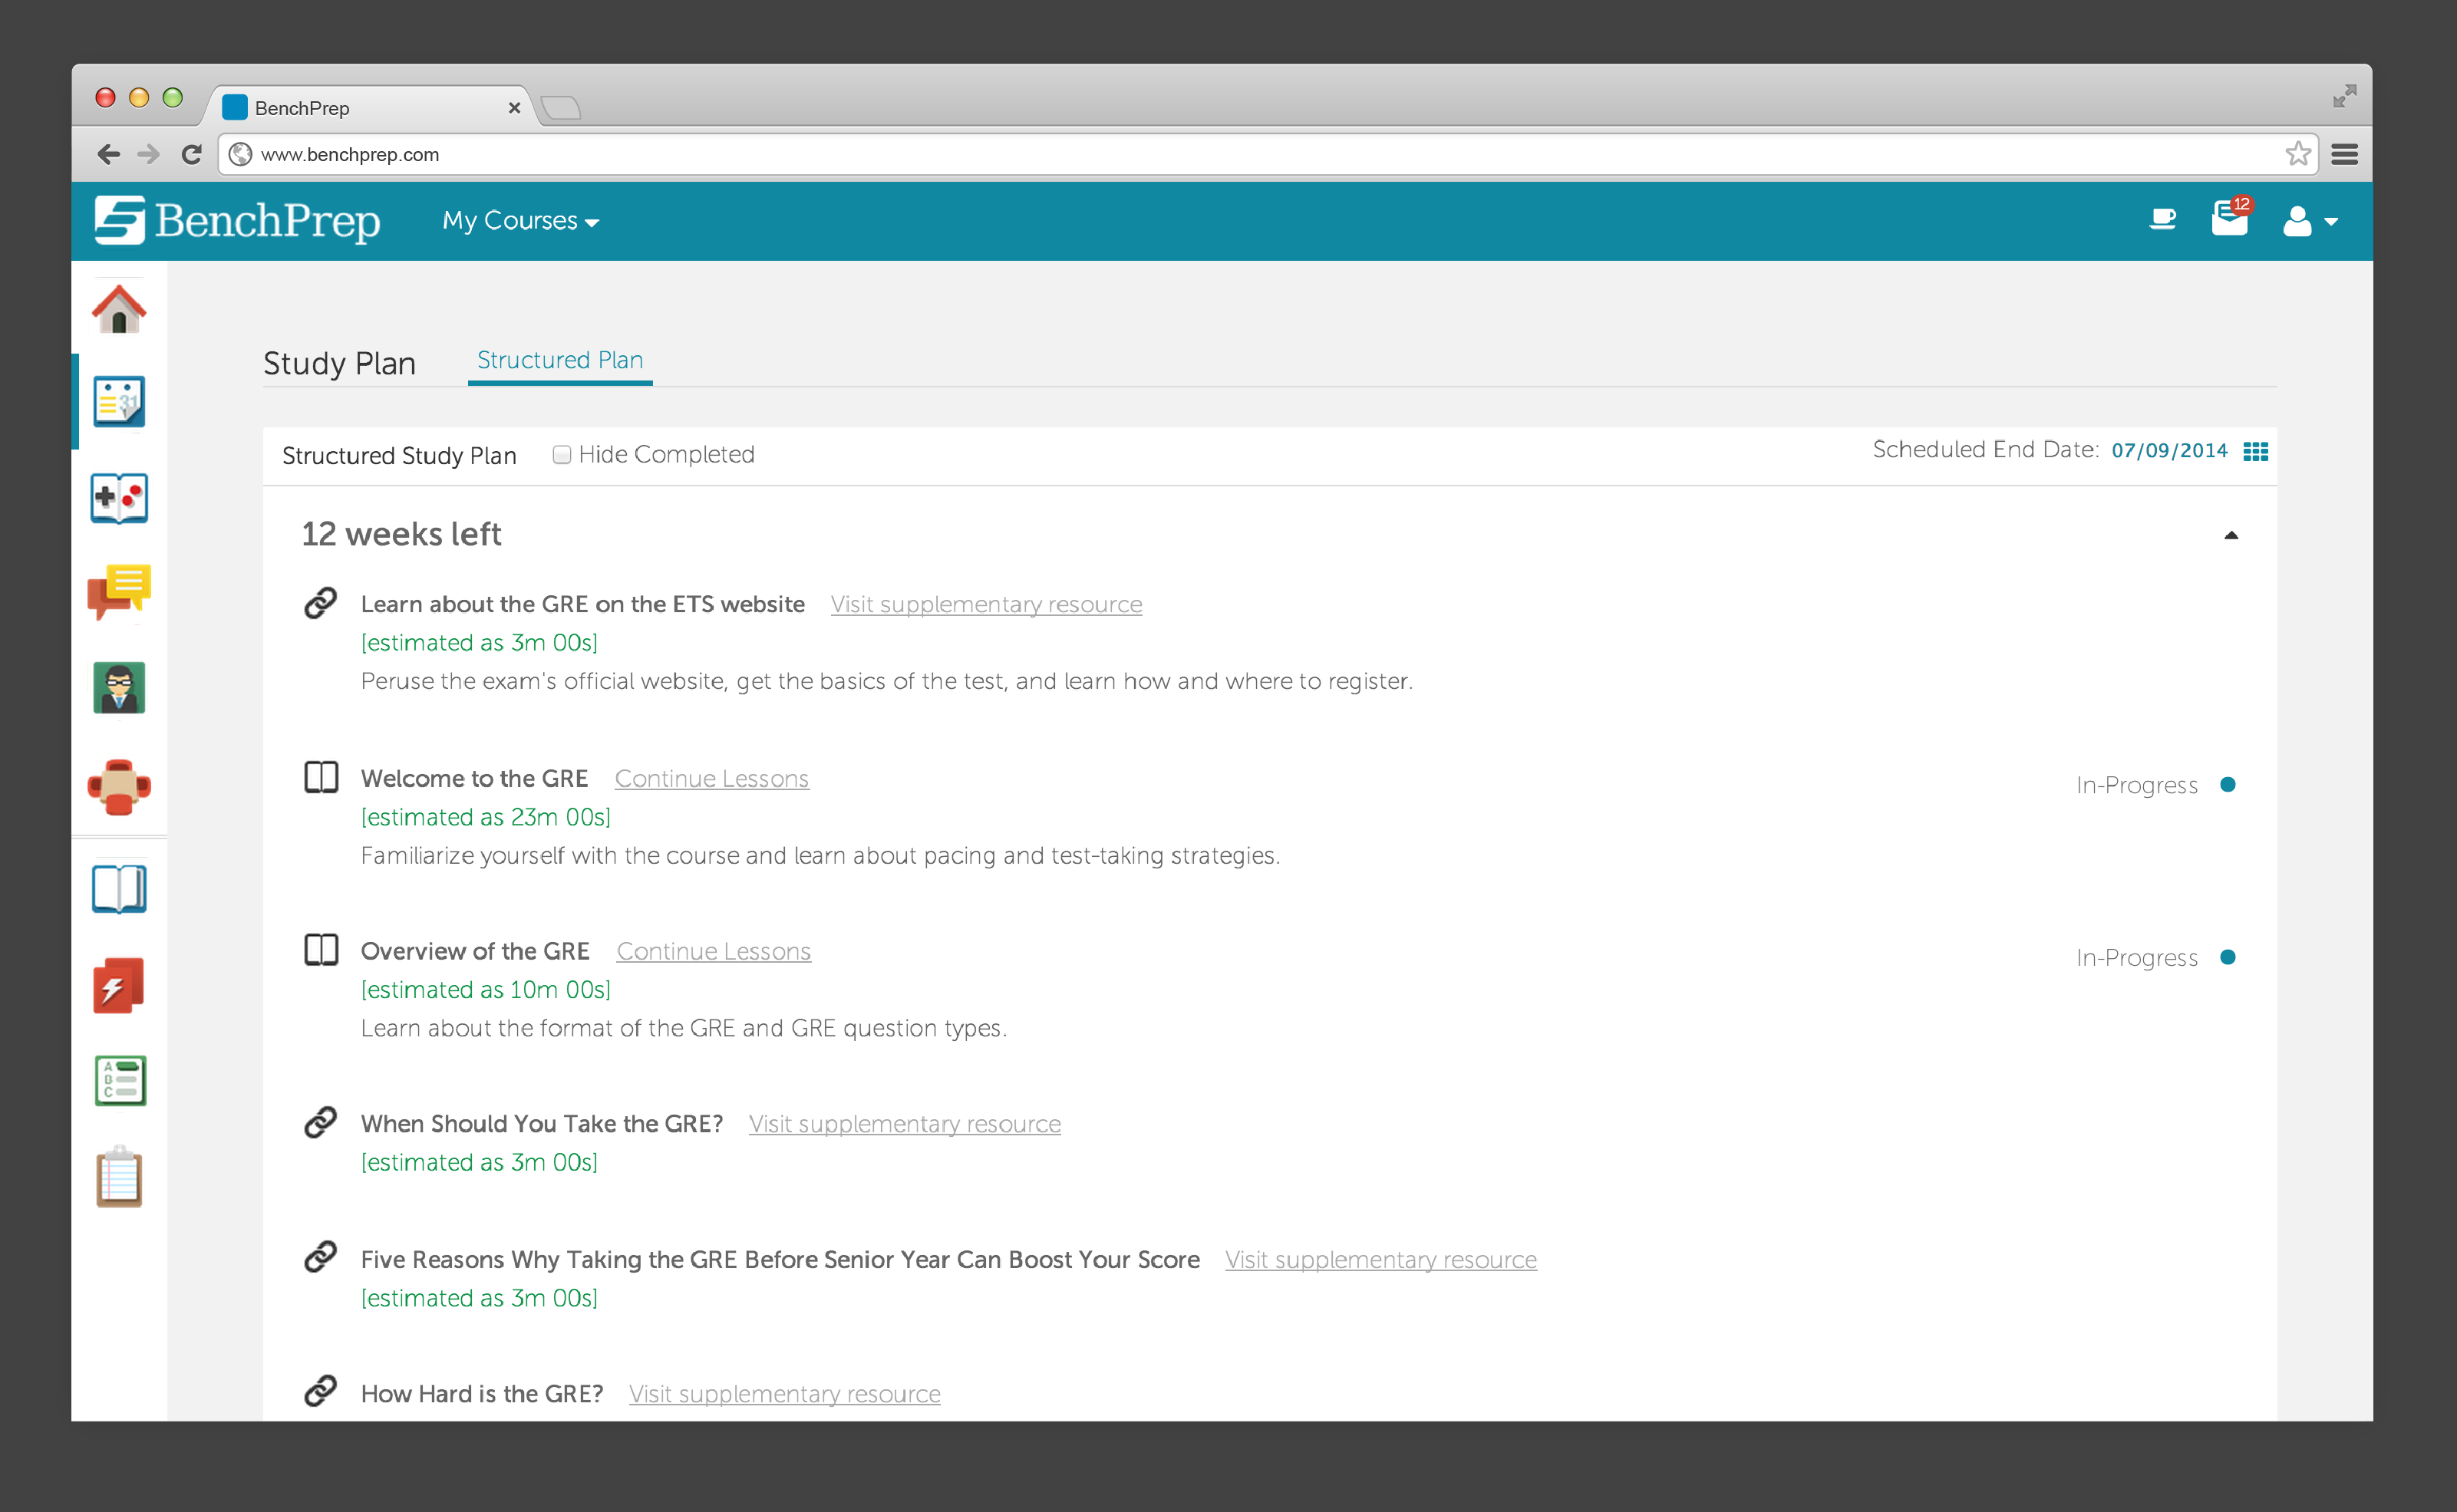 BenchPrep
www.benchprep.com
BenchPrep My Courses 12
Study Plan Structured Plan
31
Structured Study Plan Hide Completed Scheduled End Date: 07/09/2014
12 weeks left
Learn about the GRE on the ETS website Visit supplementary resource
[estimated as 3m 00s]
Peruse the exam's official website, get the basics of the test, and learn how and where to register.
Welcome to the GRE Continue Lessons In-Progress
[estimated as 23m 00s]
Familiarize yourself with the course and learn about pacing and test-taking strategies.
Overview of the GRE Continue Lessons In-Progress
[estimated as 10m 00s]
Learn about the format of the GRE and GRE question types.
A
B
C
When Should You Take the GRE? Visit supplementary resource
[estimated as 3m 00s]
Five Reasons Why Taking the GRE Before Senior Year Can Boost Your Score Visit supplementary resource
[estimated as 3m 00s]
How Hard is the GRE? Visit supplementary resource